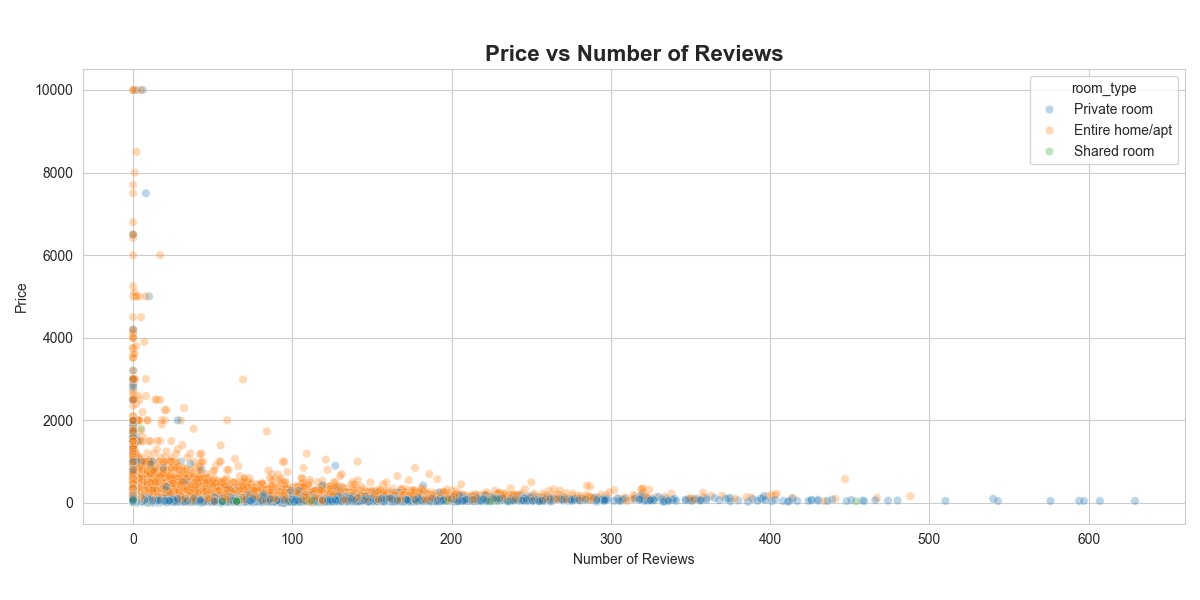 Price vs Number of Reviews
room_type
Private room
Entire home/apt
Shared room
10000
8000
6000
4000
2000
0
Price
0 100 200 300 400 500 600
Number of Reviews